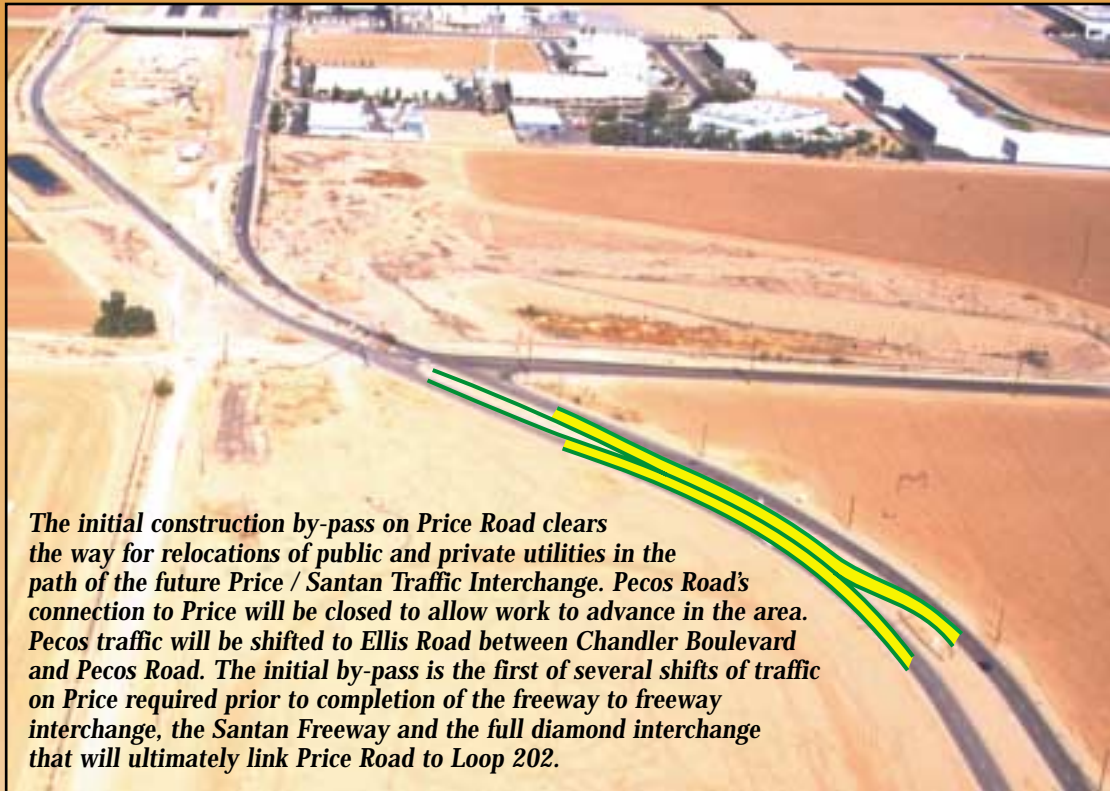 The initial construction by-pass on Price Road clears
the way for relocations of public and private utilities in the
path of the future Price / Santan Traffic Interchange. Pecos Road's
connection to Price will be closed to allow work to advance in the area.
Pecos traffic will be shifted to Ellis Road between Chandler Boulevard
and Pecos Road. The initial by-pass is the first of several shifts of traffic
on Price required prior to completion of the freeway to freeway
interchange, the Santan Freeway and the full diamond interchange
that will ultimately link Price Road to Loop 202.